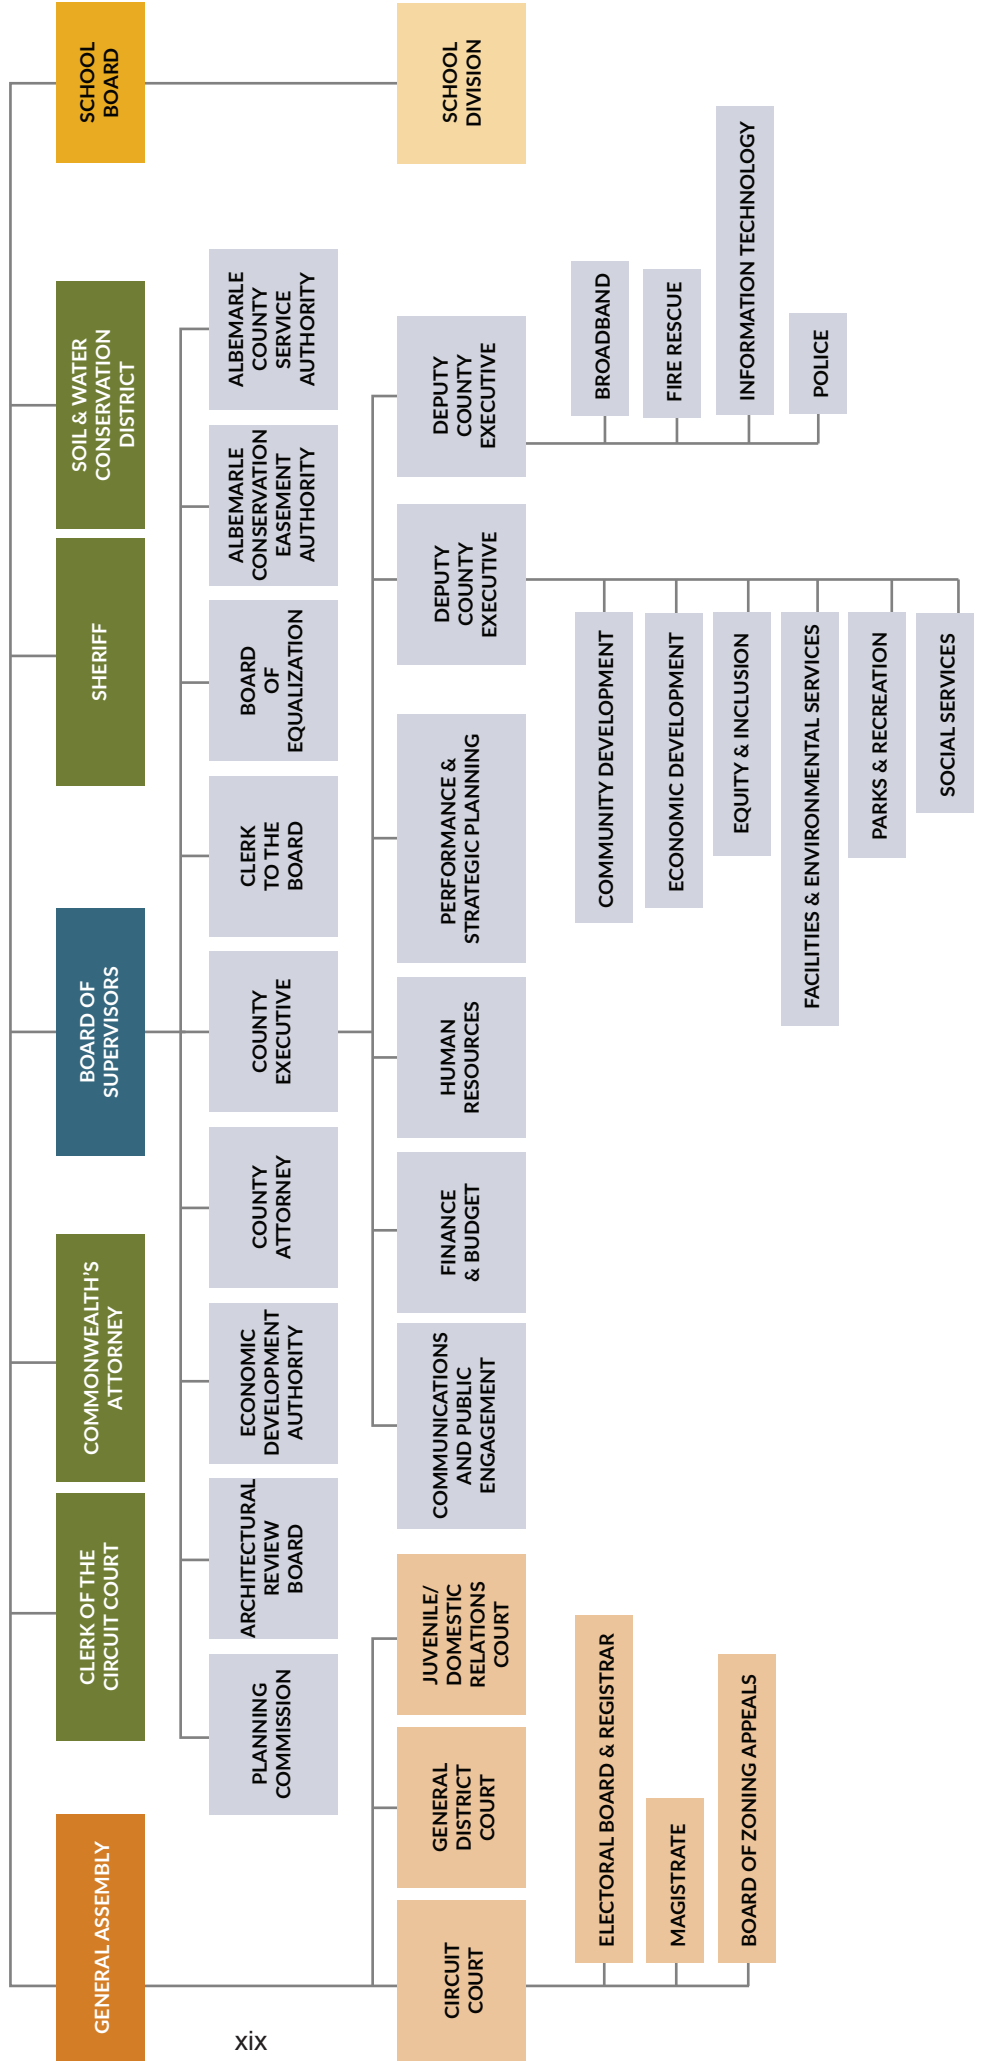 GENERAL ASSEMBLY
CLERK OF THE
CIRCUIT COURT
COMMONWEALTH'S
ATTORNEY
BOARD OF
SUPERVISORS
SHERIFF
SOIL & WATER
CONSERVATION
DISTRICT
SCHOOL
BOARD
PLANNING
COMMISSION
ARCHITECTURAL
REVIEW
BOARD
ECONOMIC
DEVELOPMENT
AUTHORITY
COUNTY
ATTORNEY
COUNTY
EXECUTIVE
CLERK
TO THE
BOARD
BOARD
OF
EQUALIZATION
ALBEMARLE
CONSERVATION
EASEMENT
AUTHORITY
ALBEMARLE
COUNTY
SERVICE
AUTHORITY
CIRCUIT
COURT
GENERAL
DISTRICT
COURT
JUVENILE/
DOMESTIC
RELATIONS
COURT
COMMUNICATIONS
AND PUBLIC
ENGAGEMENT
FINANCE
& BUDGET
HUMAN
RESOURCES
PERFORMANCE &
STRATEGIC PLANNING
DEPUTY
COUNTY
EXECUTIVE
DEPUTY
COUNTY
EXECUTIVE
SCHOOL
DIVISION
ELECTORAL BOARD & REGISTRAR
MAGISTRATE
BOARD OF ZONING APPEALS
COMMUNITY DEVELOPMENT
ECONOMIC DEVELOPMENT
EQUITY & INCLUSION
FACILITIES & ENVIRONMENTAL SERVICES
PARKS & RECREATION
SOCIAL SERVICES
BROADBAND
FIRE RESCUE
INFORMATION TECHNOLOGY
POLICE
xix